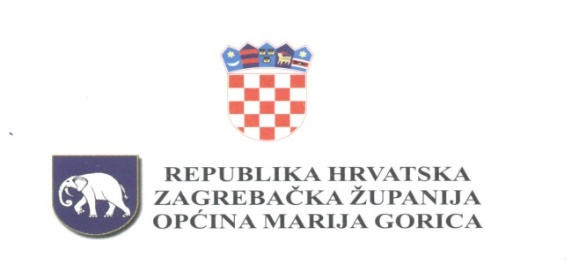 REPUBLIKA HRVATSKA
ZAGREBAČKA ŽUPANIJA
OPĆINA MARIJA GORICA